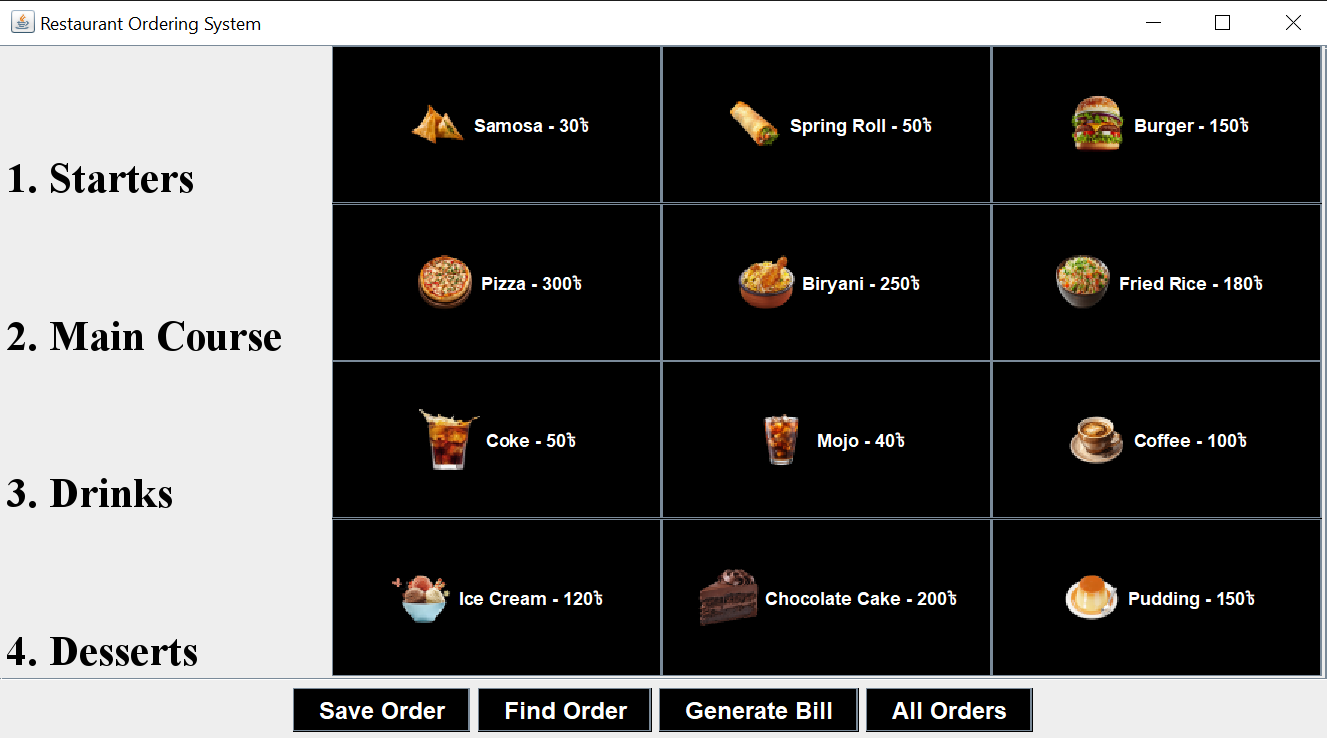 Restaurant Ordering System
1. Starters
Samosa - 30৳
Spring Roll - 50৳
Burger - 150৳
2. Main Course
Pizza - 300৳
Biryani - 250৳
Fried Rice - 180৳
3. Drinks
Coke - 50৳
Mojo - 40৳
Coffee - 100৳
4. Desserts
Ice Cream - 120৳
Chocolate Cake - 200৳
Pudding - 150৳
Save Order
Find Order
Generate Bill
All Orders